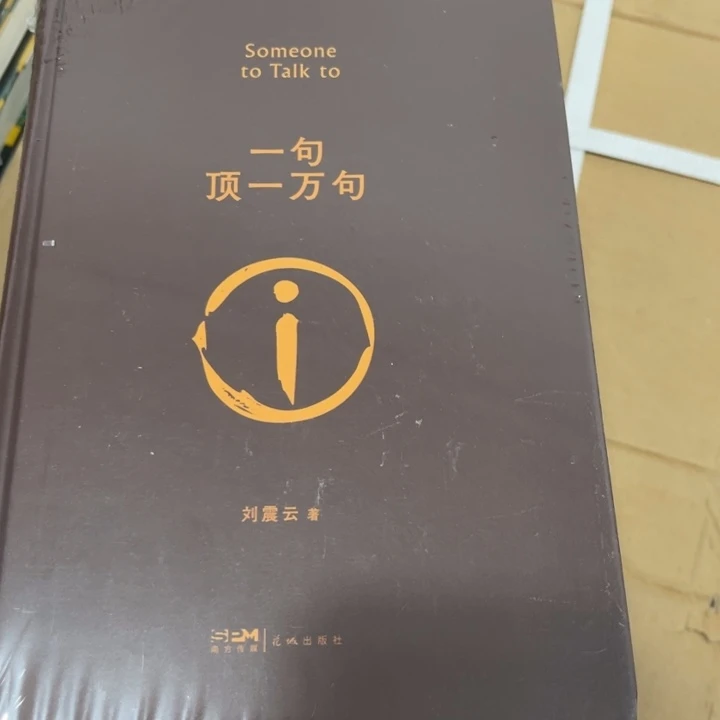 Someone
to Talk to
一句
顶一万句
i
刘震云 著
SPM
南方传媒
花城出版社